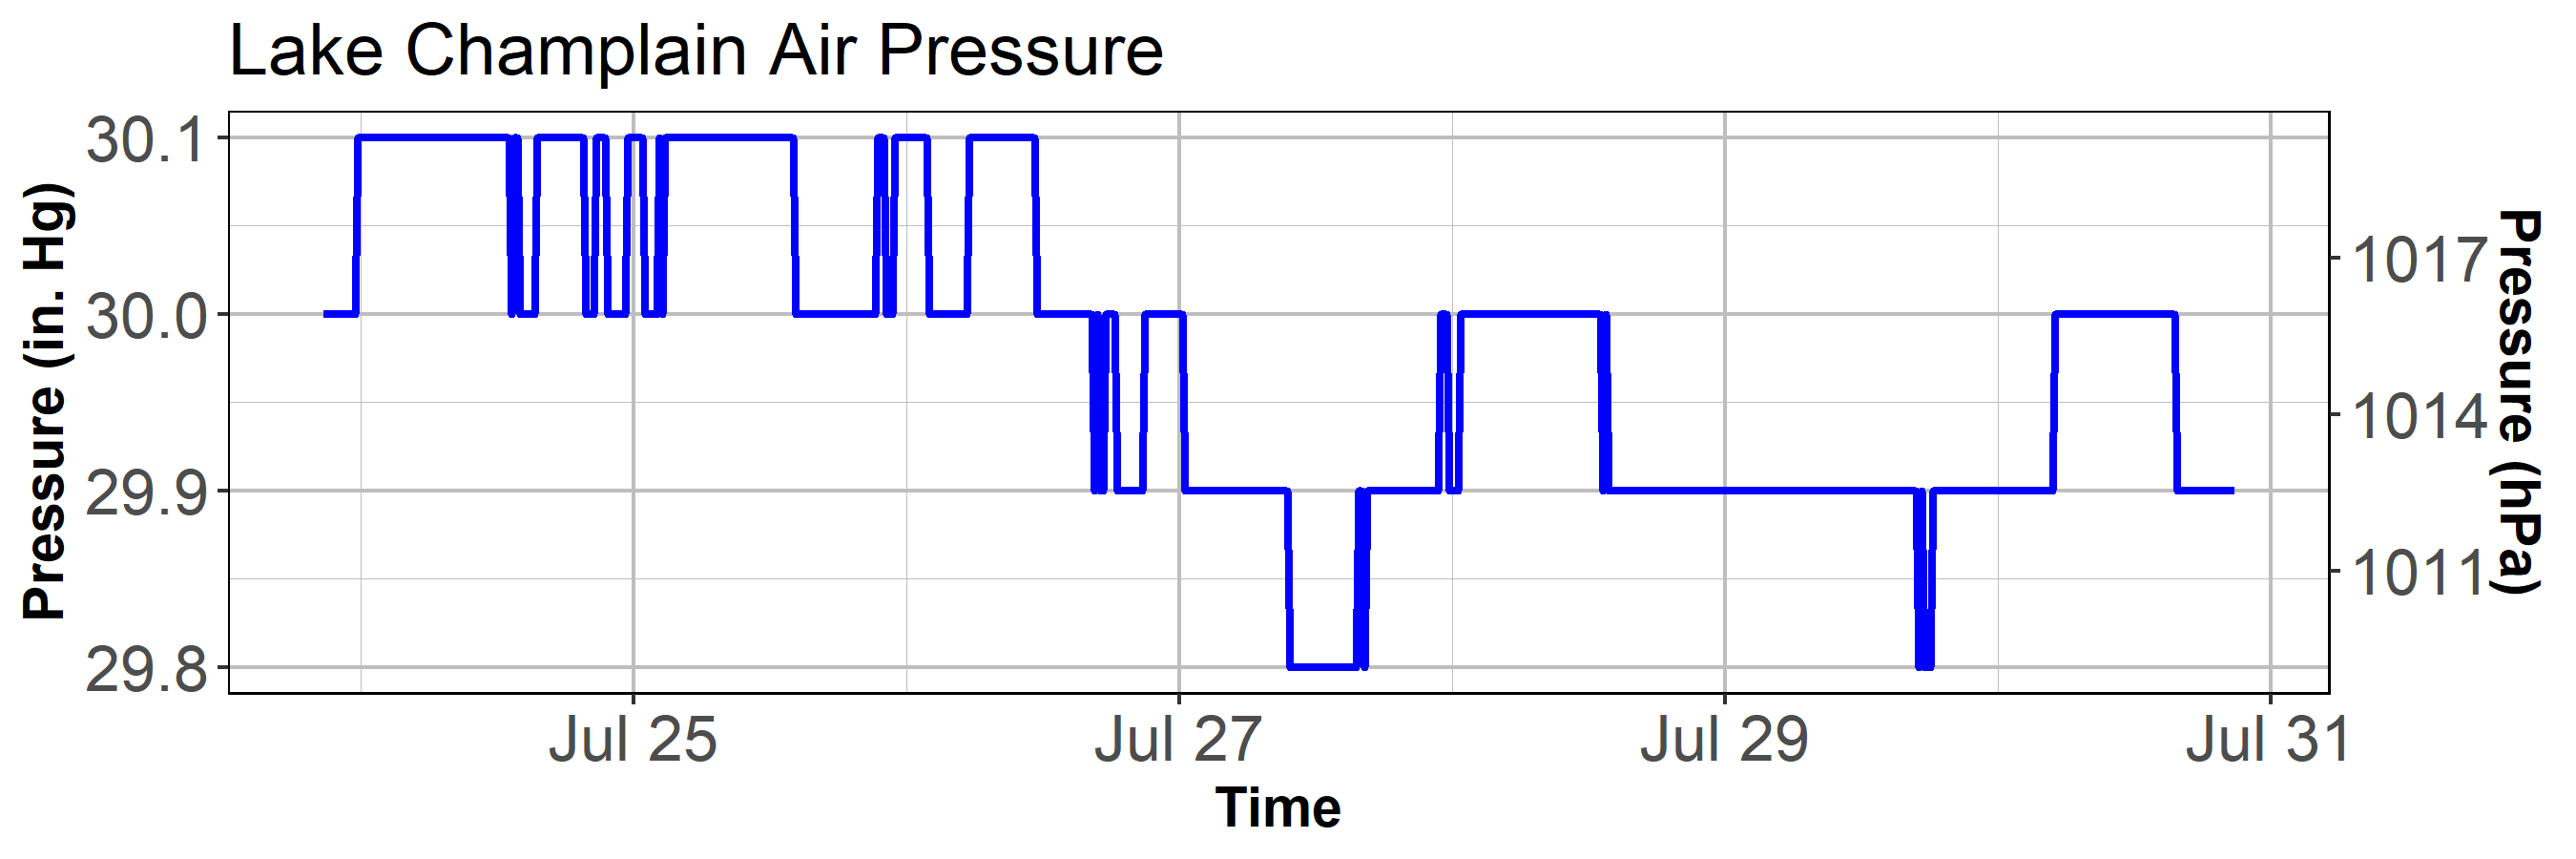 Lake Champlain Air Pressure
Pressure (in. Hg)
30.1
30.0
29.9
29.8
1017
1014
1011
Pressure (hPa)
Jul 25
Jul 27
Jul 29
Jul 31
Time